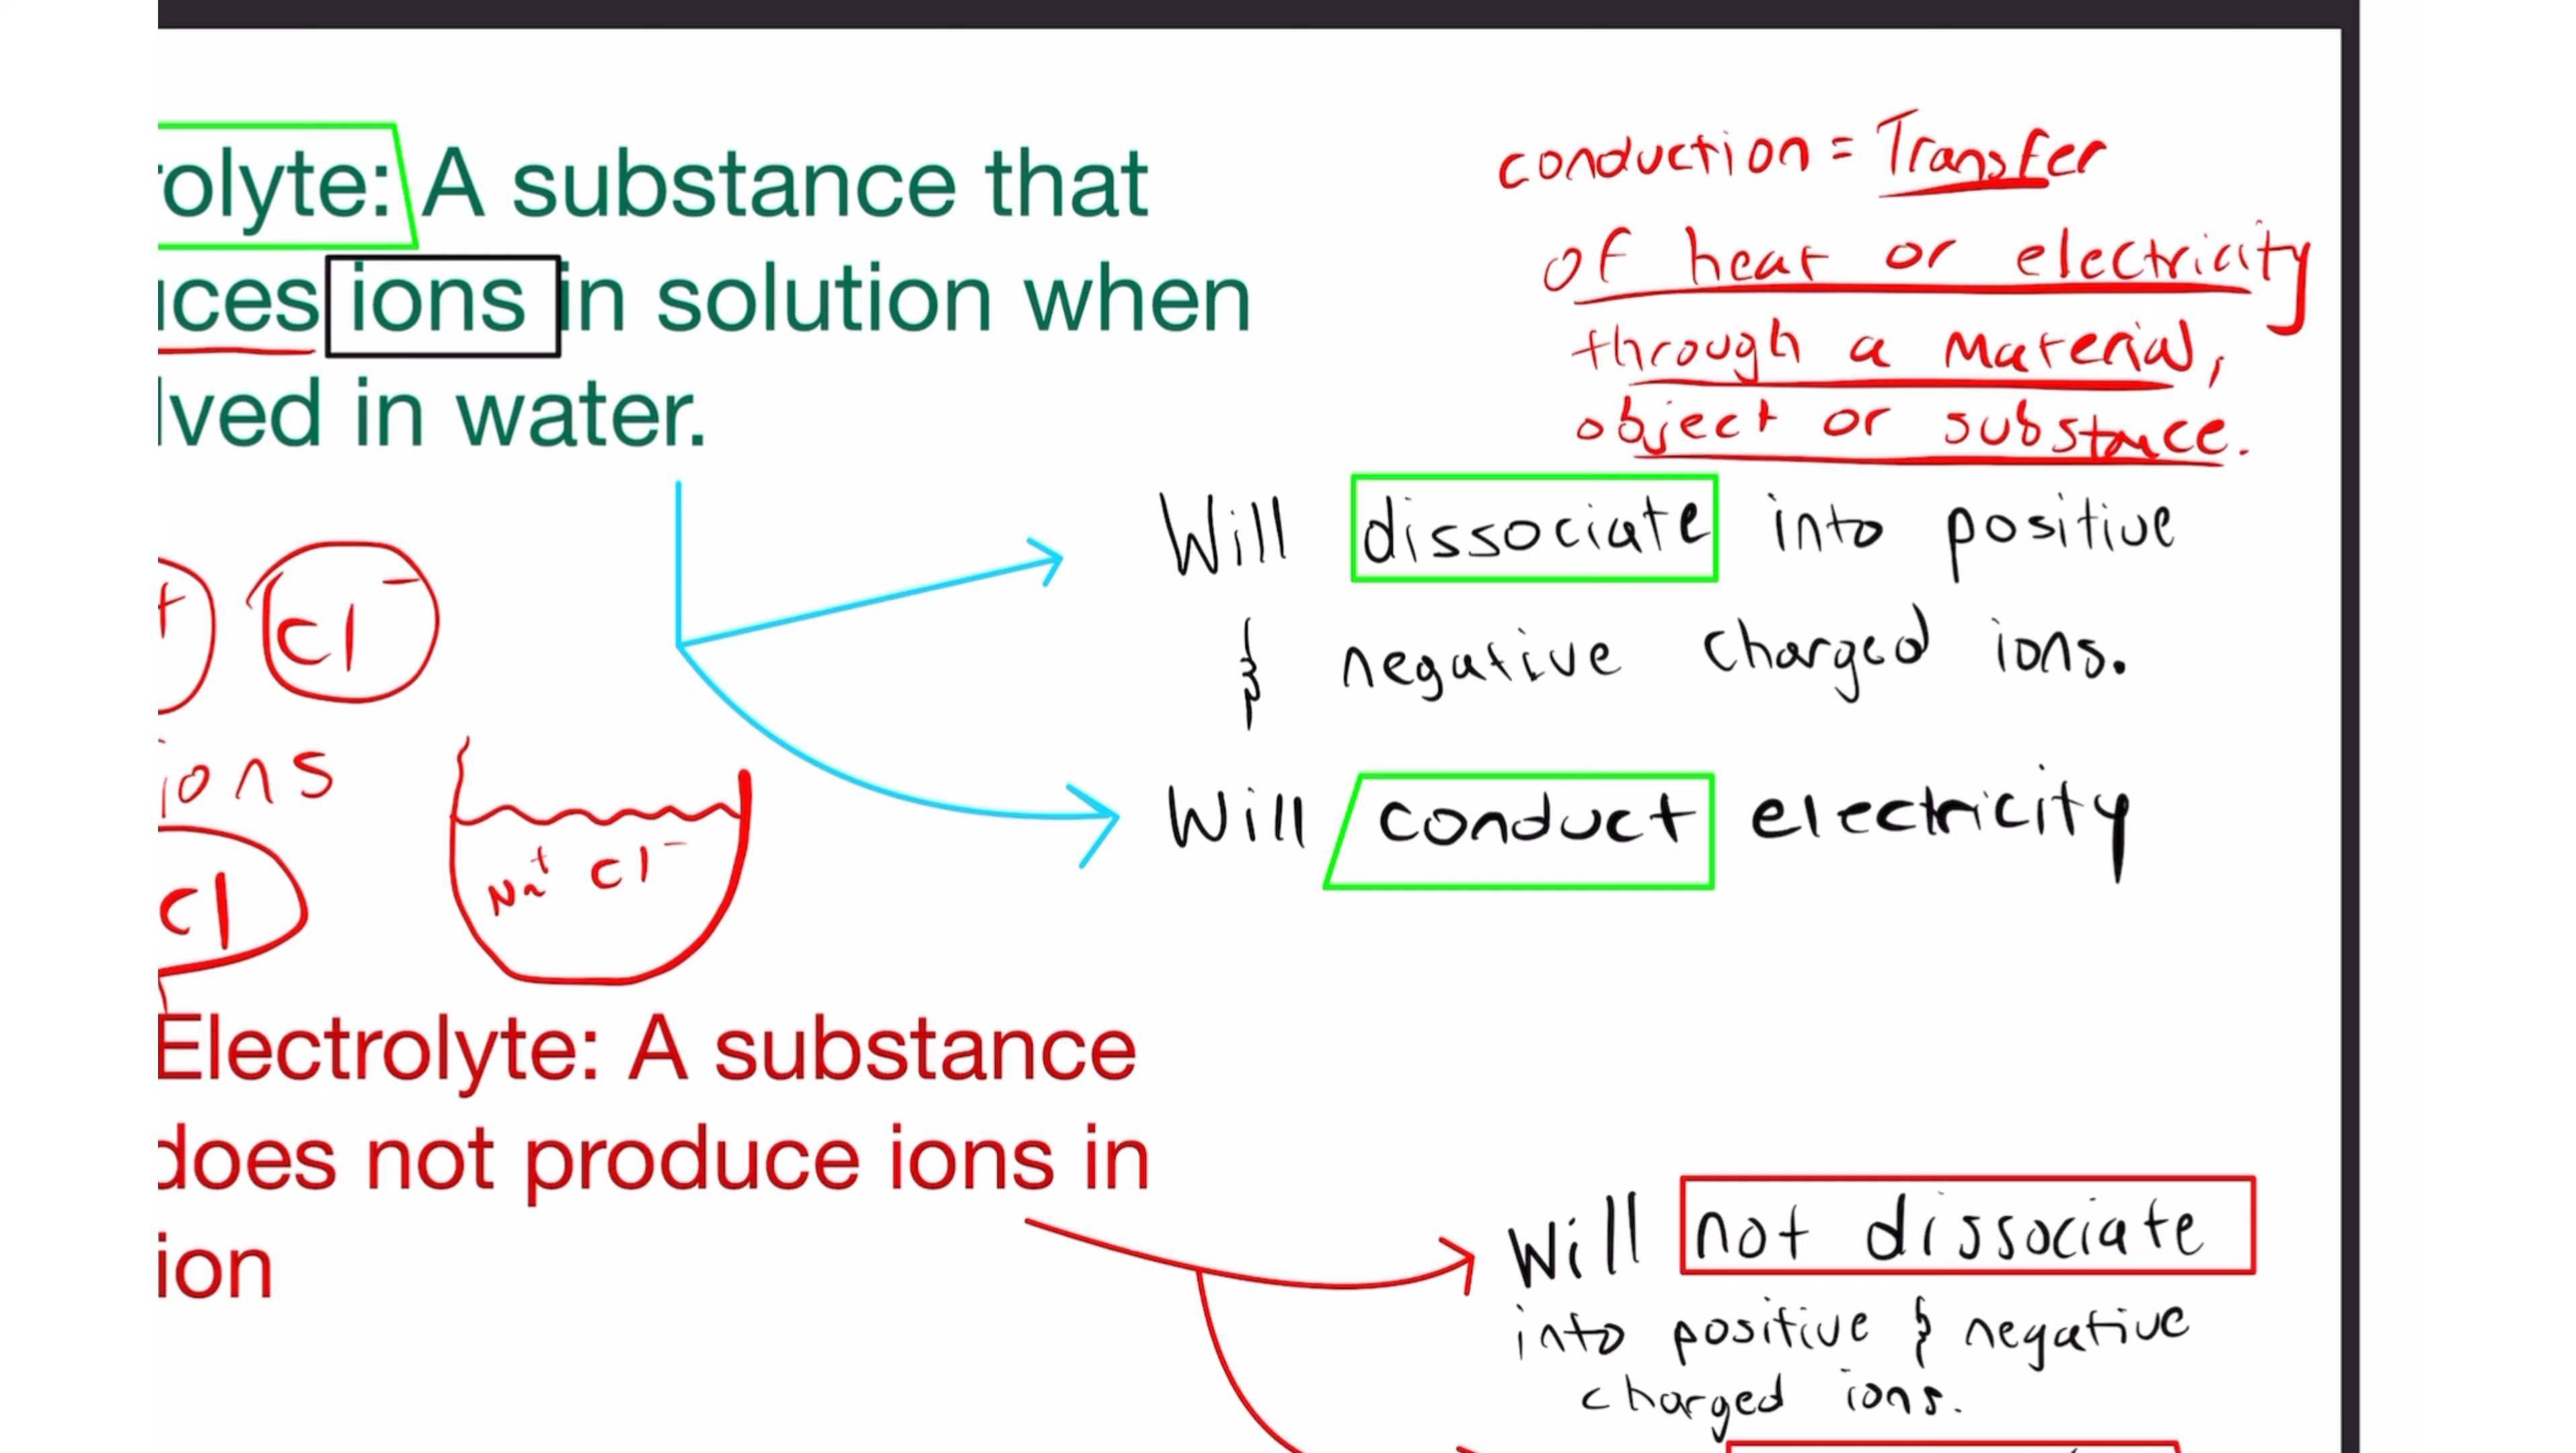 conduction = Transfer
of heat or electricity
through a material,
object or substance.
olyte: A substance that
ces ions in solution when
lved in water.
Will dissociate into positive
& negative charged ions.
Cl⁻
ions
Will conduct electricity
Na⁺ Cl⁻
Cl
Electrolyte: A substance
does not produce ions in
ion
Will not dissociate
into positive & negative
charged ions.